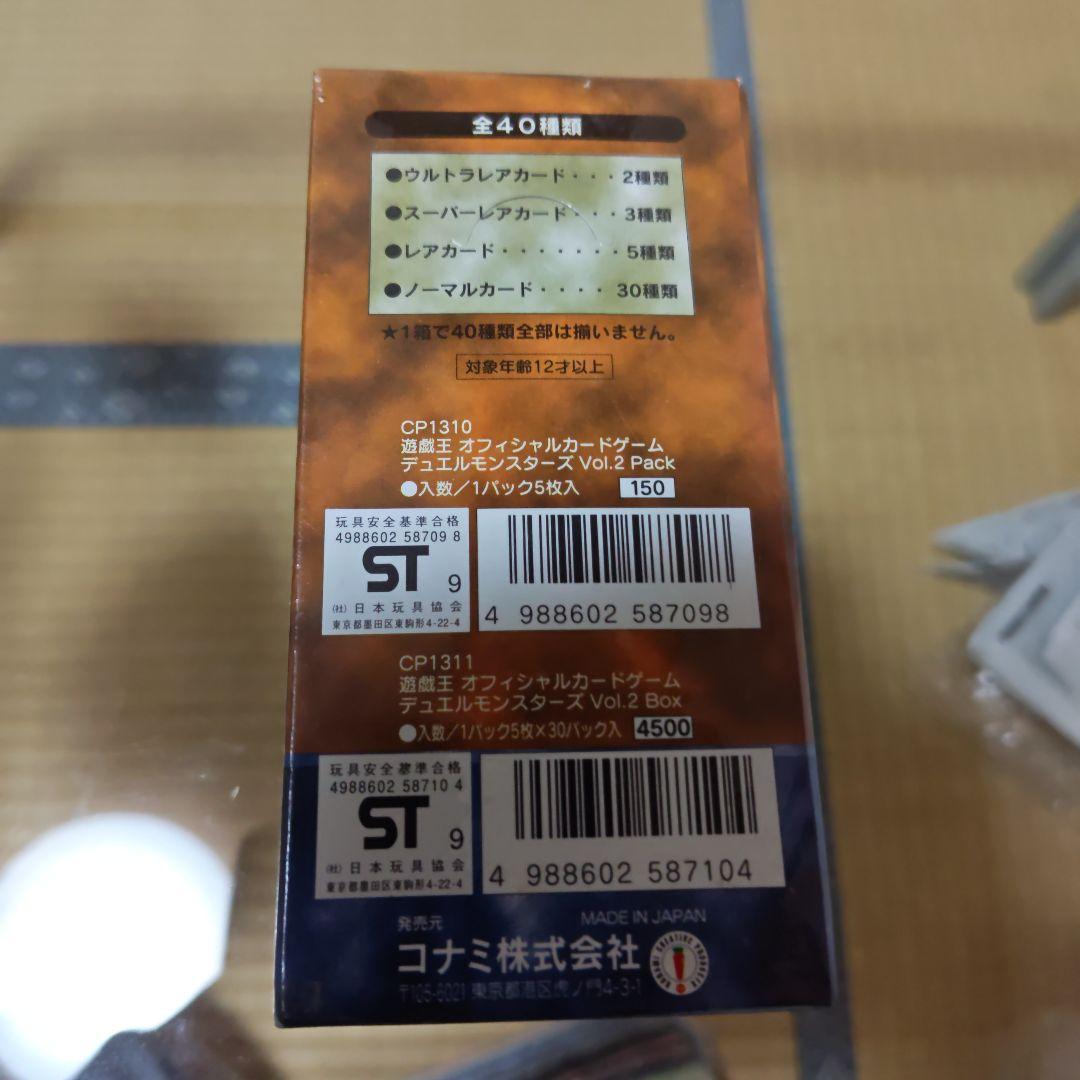 全40種類
●ウルトラレアカード・・・2種類
●スーパーレアカード・・・3種類
●レアカード・・・・・・・5種類
●ノーマルカード・・・・30種類
★1箱で40種類全部は揃いません。
対象年齢12才以上
CP1310
遊戯王 オフィシャルカードゲーム
デュエルモンスターズ Vol.2 Pack
●入数/1パック5枚入 150
玩具安全基準合格
4988602 58709 8
ST 9
(社)日本玩具協会
東京都墨田区東駒形4-22-4
4 988602 587098
CP1311
遊戯王 オフィシャルカードゲーム
デュエルモンスターズ Vol.2 Box
●入数/1パック5枚×30パック入 4500
玩具安全基準合格
4988602 58710 4
ST 9
(社)日本玩具協会
東京都墨田区東駒形4-22-4
4 988602 587104
MADE IN JAPAN
発売元
コナミ株式会社
〒105-6021 東京都港区虎ノ門4-3-1
KONAMI CREATIVE PRODUCTS